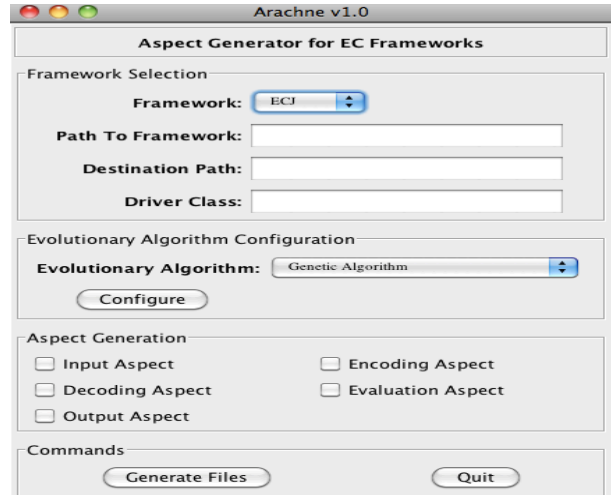 Arachne v1.0
Aspect Generator for EC Frameworks
Framework Selection
Framework: ECJ
Path To Framework:
Destination Path:
Driver Class:
Evolutionary Algorithm Configuration
Evolutionary Algorithm: Genetic Algorithm
Configure
Aspect Generation
Input Aspect Encoding Aspect
Decoding Aspect Evaluation Aspect
Output Aspect
Commands
Generate Files Quit